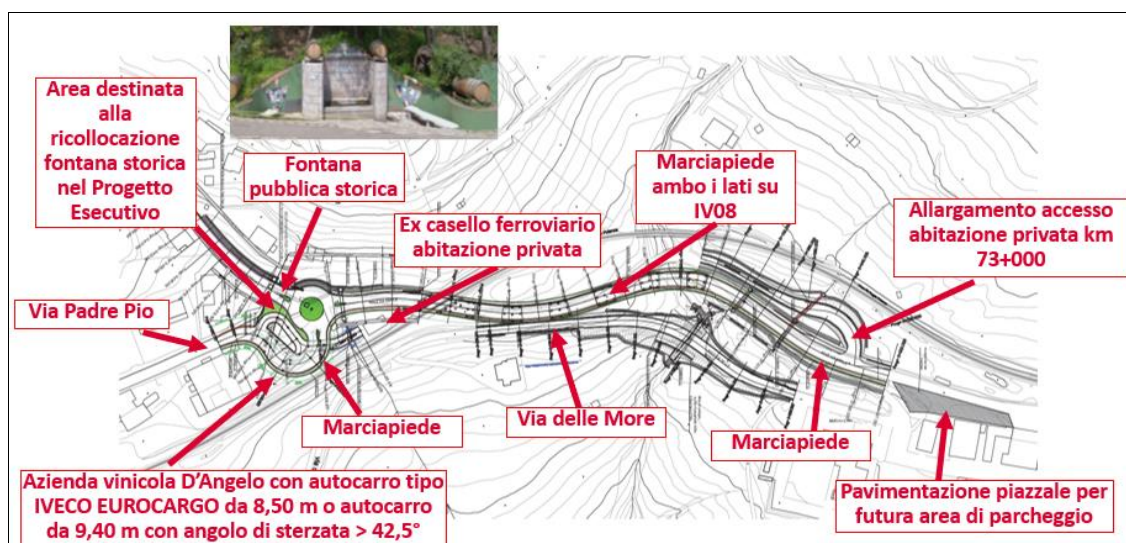 Area destinata
alla
ricollocazione
fontana storica
nel Progetto
Esecutivo
Fontana
pubblica storica
Ex casello ferroviario
abitazione privata
Marciapiede
ambo i lati su
IV08
Allargamento accesso
abitazione privata km
73+000
Via Padre Pio
Marciapiede
Via delle More
Marciapiede
Azienda vinicola D'Angelo con autocarro tipo
IVECO EUROCARGO da 8,50 m o autocarro
da 9,40 m con angolo di sterzata > 42,5°
Pavimentazione piazzale per
futura area di parcheggio